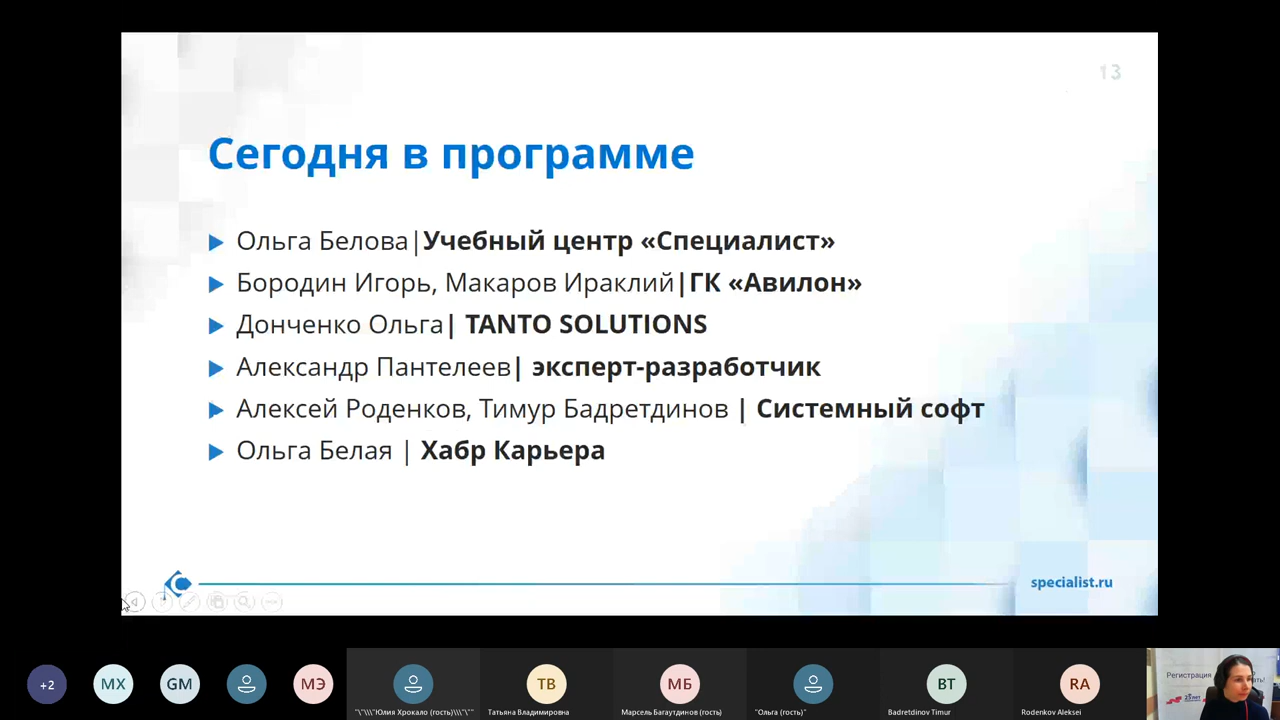 13
Сегодня в программе
Ольга Белова|Учебный центр «Специалист»
Бородин Игорь, Макаров Ираклий|ГК «Авилон»
Донченко Ольга| TANTO SOLUTIONS
Александр Пантелеев| эксперт-разработчик
Алексей Роденков, Тимур Бадретдинов | Системный софт
Ольга Белая | Хабр Карьера
specialist.ru
+2
МХ
GM
МЭ
ТВ
МБ
BT
RA
"\"\\\"Юлия Хрокало (гость)\\\"\""
Татьяна Владимировна
Марсель Багаутдинов (гость)
"Ольга (гость)"
Badretdinov Timur
Rodenkov Aleksei
Регистрация